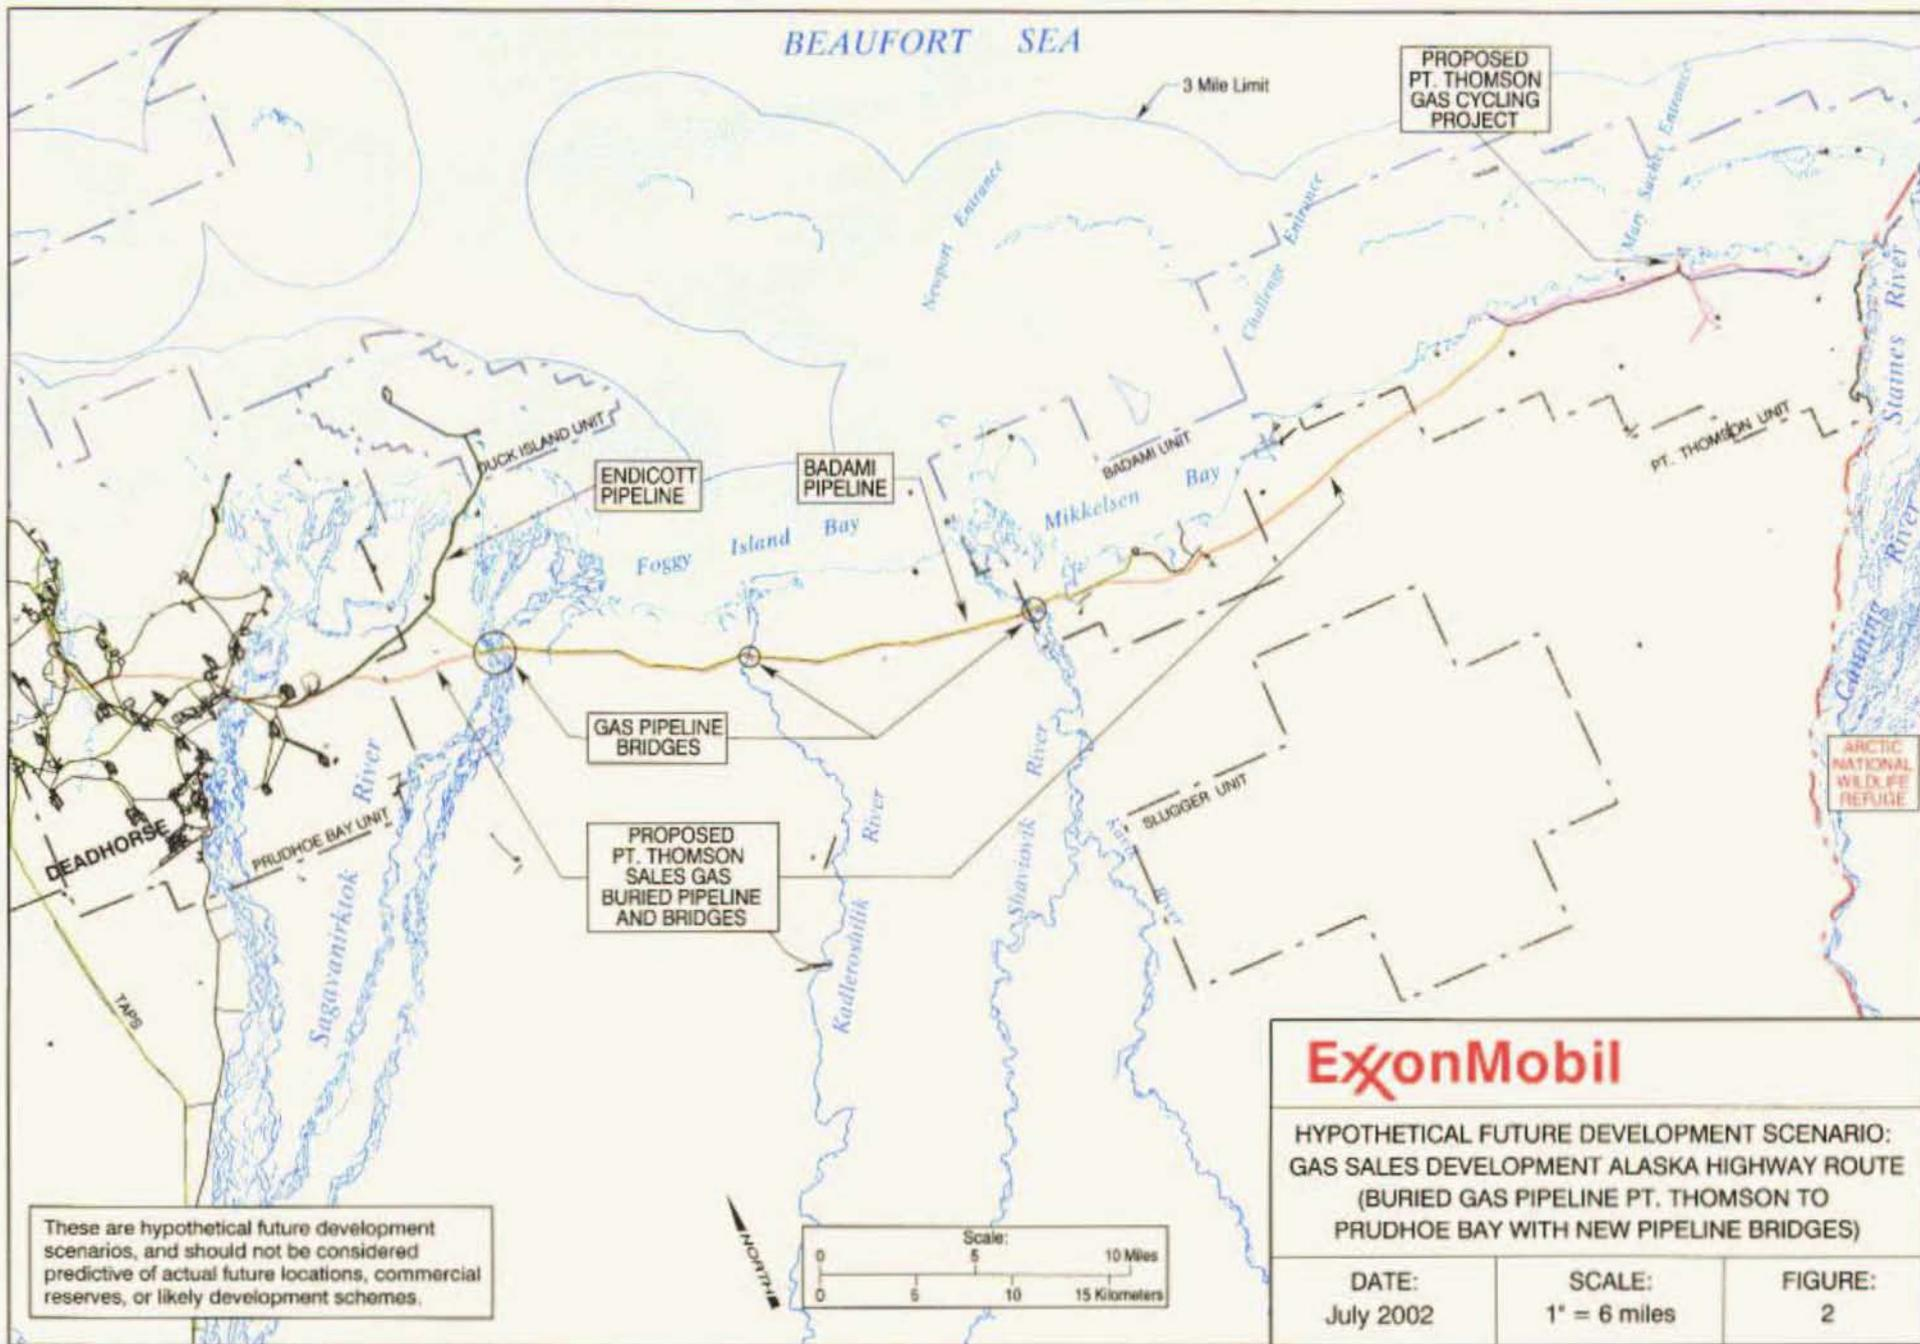 BEAUFORT SEA
3 Mile Limit
PROPOSED
PT. THOMSON
GAS CYCLING
PROJECT
Newport Entrance
Challenge Entrance
Mary Sachs Entrance
Staines River
DUCK ISLAND UNIT
ENDICOTT
PIPELINE
BADAMI
PIPELINE
BADAMI UNIT
PT. THOMSON UNIT
Foggy Island Bay
Mikkelsen Bay
Canning River
GAS PIPELINE
BRIDGES
ARCTIC
NATIONAL
WILDLIFE
REFUGE
DEADHORSE
PRUDHOE BAY UNIT
Sagavanirktok River
PROPOSED
PT. THOMSON
SALES GAS
BURIED PIPELINE
AND BRIDGES
Kadleroshilik River
Shaviovik River
River
SLUGGER UNIT
TAPS
These are hypothetical future development
scenarios, and should not be considered
predictive of actual future locations, commercial
reserves, or likely development schemes.
NORTH
Scale:
0 5 10 Miles
0 5 10 15 Kilometers
ExxonMobil
HYPOTHETICAL FUTURE DEVELOPMENT SCENARIO:
GAS SALES DEVELOPMENT ALASKA HIGHWAY ROUTE
(BURIED GAS PIPELINE PT. THOMSON TO
PRUDHOE BAY WITH NEW PIPELINE BRIDGES)
DATE:
July 2002
SCALE:
1" = 6 miles
FIGURE:
2